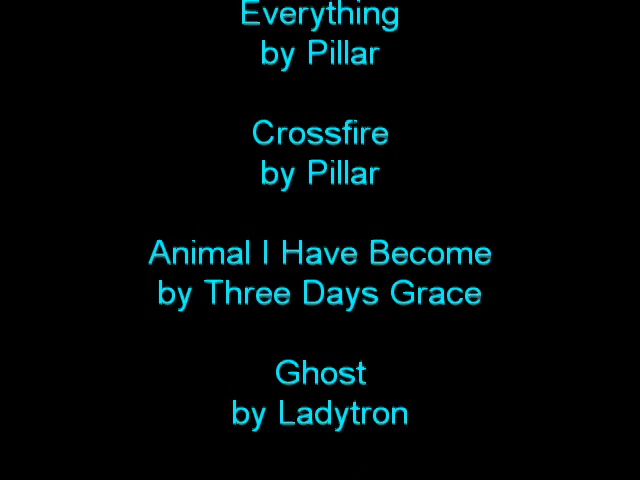 Everything
by Pillar
Crossfire
by Pillar
Animal I Have Become
by Three Days Grace
Ghost
by Ladytron